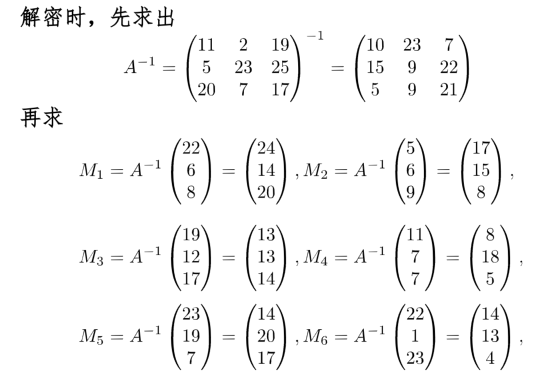 解密时，先求出
A⁻¹ = \begin{pmatrix} 11 & 2 & 19 \\ 5 & 23 & 25 \\ 20 & 7 & 17 \end{pmatrix}^{-1} = \begin{pmatrix} 10 & 23 & 7 \\ 15 & 9 & 22 \\ 5 & 9 & 21 \end{pmatrix}
再求
M₁ = A⁻¹ \begin{pmatrix} 22 \\ 6 \\ 8 \end{pmatrix} = \begin{pmatrix} 24 \\ 14 \\ 20 \end{pmatrix}, M₂ = A⁻¹ \begin{pmatrix} 5 \\ 6 \\ 9 \end{pmatrix} = \begin{pmatrix} 17 \\ 15 \\ 8 \end{pmatrix},
M₃ = A⁻¹ \begin{pmatrix} 19 \\ 12 \\ 17 \end{pmatrix} = \begin{pmatrix} 13 \\ 13 \\ 14 \end{pmatrix}, M₄ = A⁻¹ \begin{pmatrix} 11 \\ 7 \\ 7 \end{pmatrix} = \begin{pmatrix} 8 \\ 18 \\ 5 \end{pmatrix},
M₅ = A⁻¹ \begin{pmatrix} 23 \\ 19 \\ 7 \end{pmatrix} = \begin{pmatrix} 14 \\ 20 \\ 17 \end{pmatrix}, M₆ = A⁻¹ \begin{pmatrix} 22 \\ 1 \\ 23 \end{pmatrix} = \begin{pmatrix} 14 \\ 13 \\ 4 \end{pmatrix},